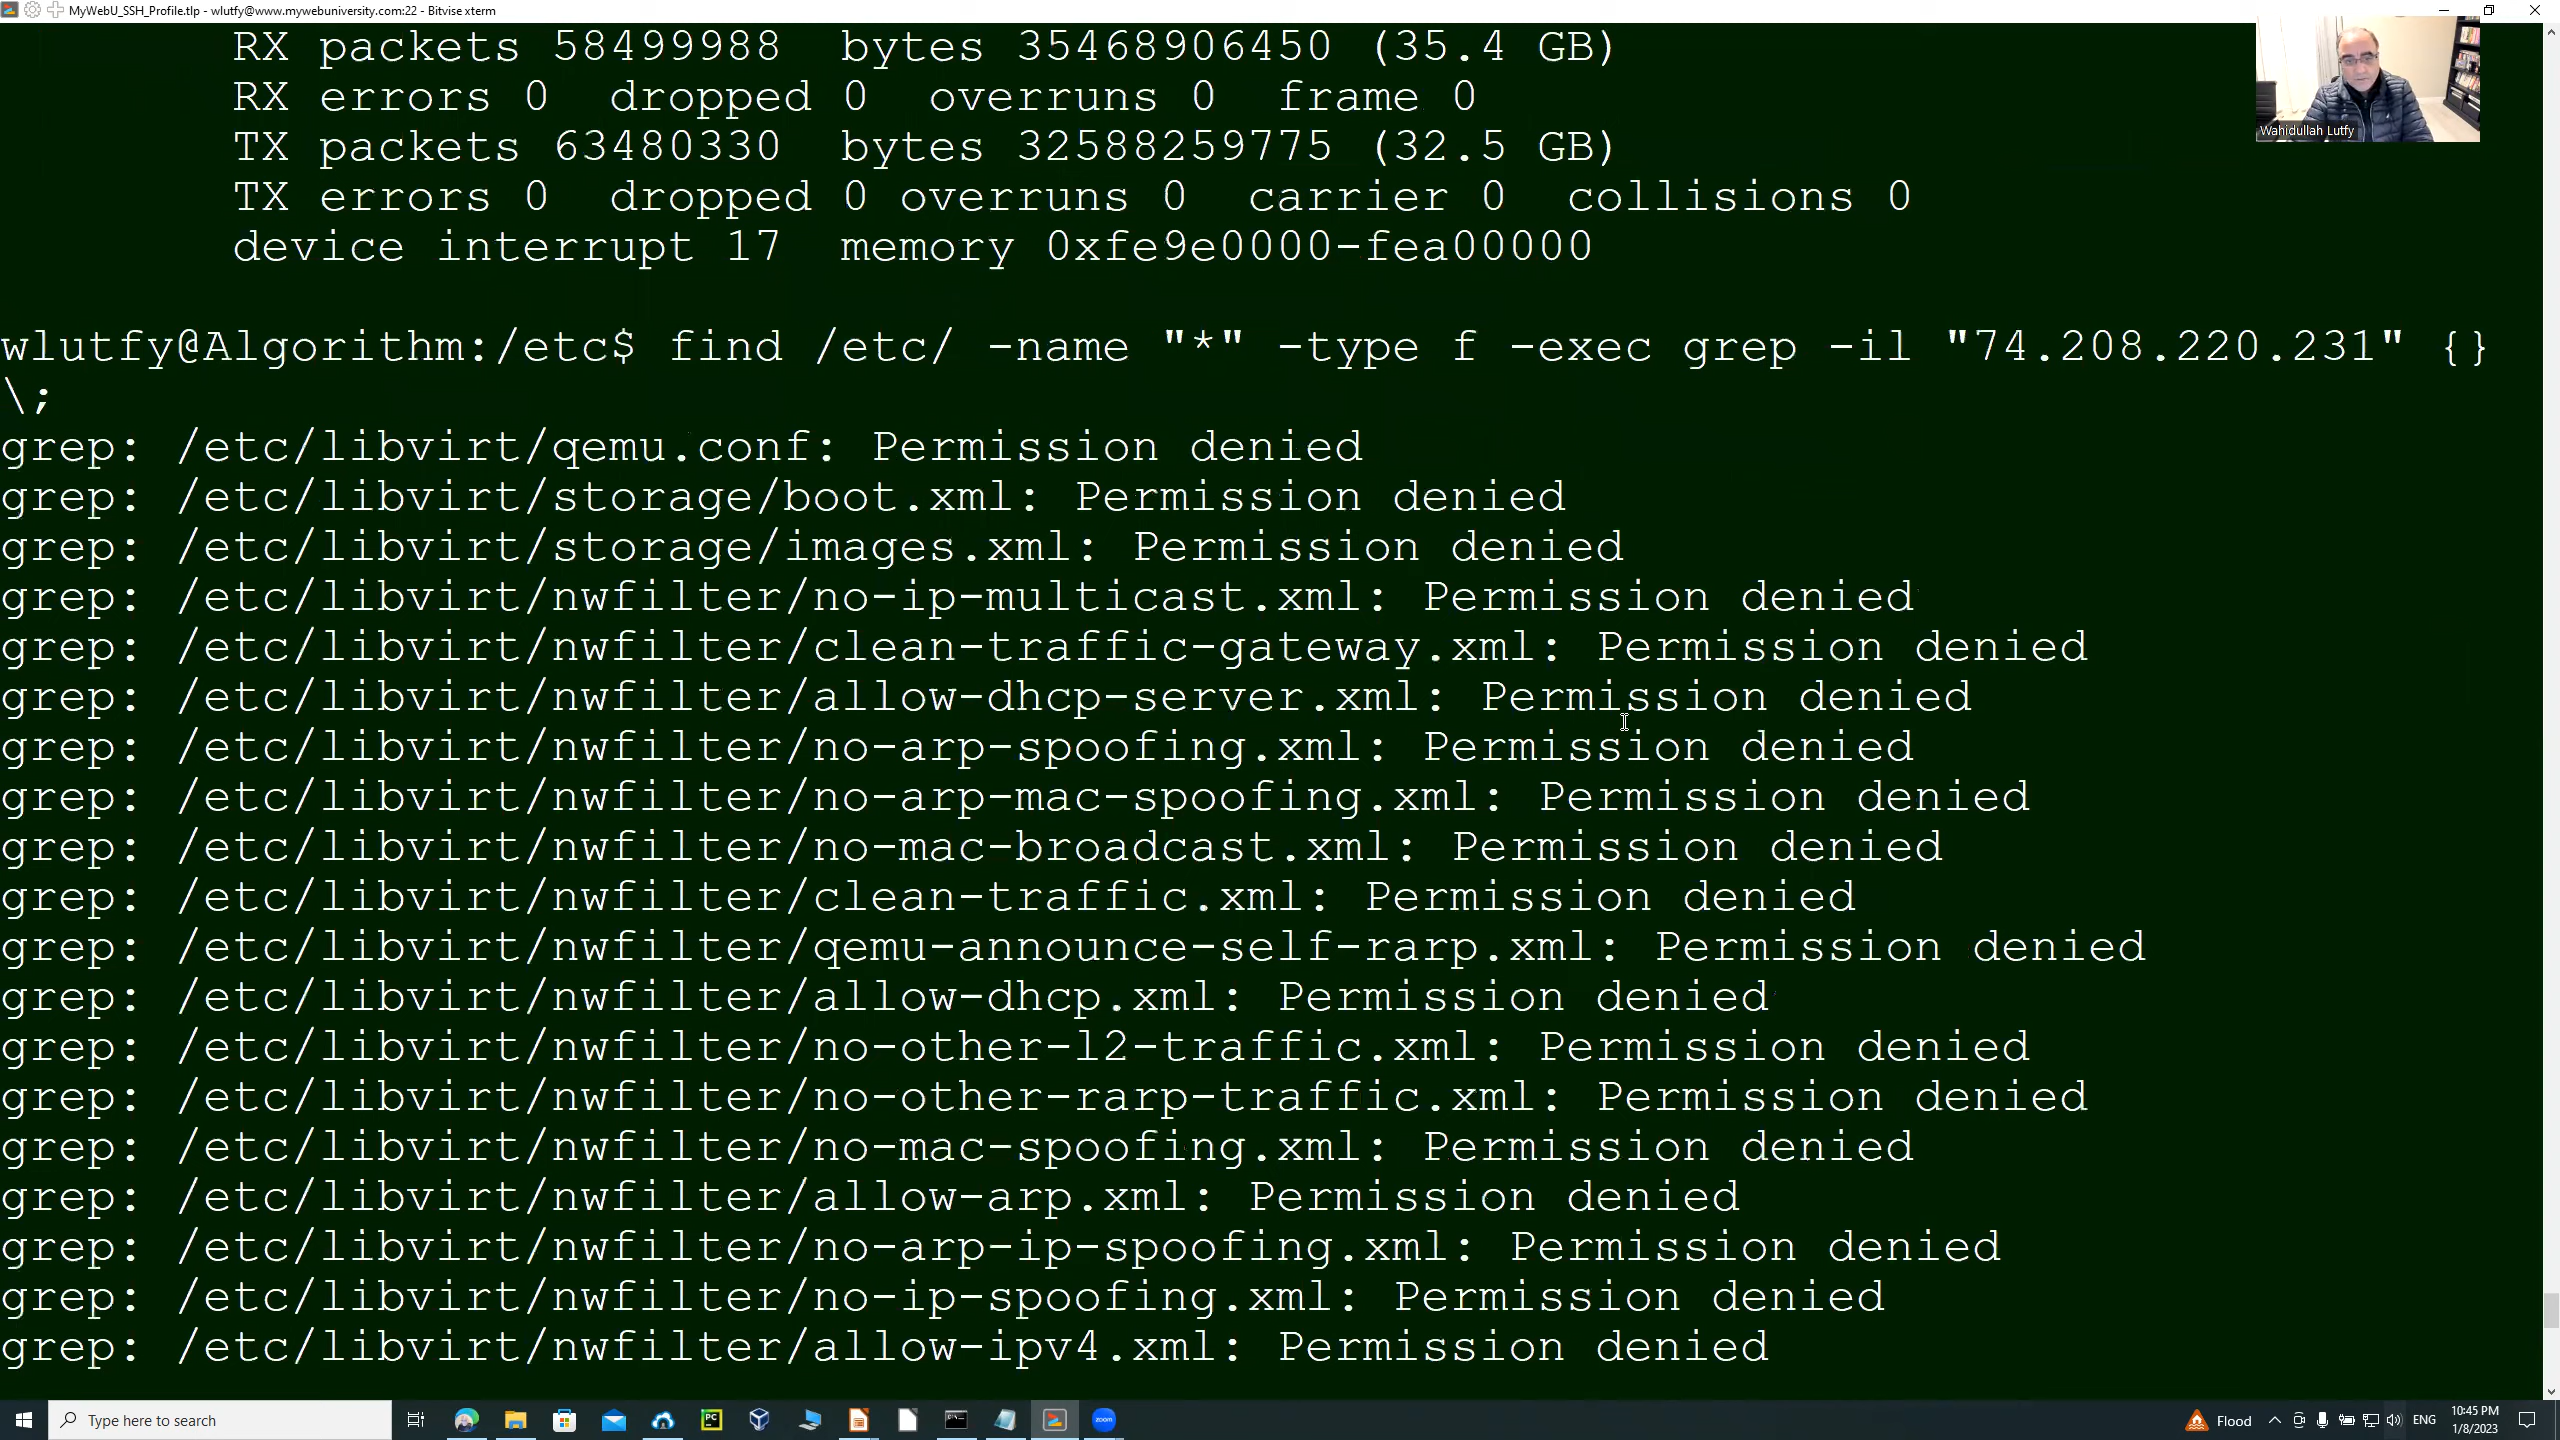 MyWebU_SSH_Profile.tlp - wlutfy@www.mywebuniversity.com:22 - Bitvise xterm
RX packets 58499988  bytes 35468906450 (35.4 GB)
RX errors 0  dropped 0  overruns 0  frame 0
TX packets 63480330  bytes 32588259775 (32.5 GB)
TX errors 0  dropped 0 overruns 0  carrier 0  collisions 0
device interrupt 17  memory 0xfe9e0000-fea00000
Wahidullah Lutfy
wlutfy@Algorithm:/etc$ find /etc/ -name "*" -type f -exec grep -il "74.208.220.231" {}
\;
grep: /etc/libvirt/qemu.conf: Permission denied
grep: /etc/libvirt/storage/boot.xml: Permission denied
grep: /etc/libvirt/storage/images.xml: Permission denied
grep: /etc/libvirt/nwfilter/no-ip-multicast.xml: Permission denied
grep: /etc/libvirt/nwfilter/clean-traffic-gateway.xml: Permission denied
grep: /etc/libvirt/nwfilter/allow-dhcp-server.xml: Permission denied
grep: /etc/libvirt/nwfilter/no-arp-spoofing.xml: Permission denied
grep: /etc/libvirt/nwfilter/no-arp-mac-spoofing.xml: Permission denied
grep: /etc/libvirt/nwfilter/no-mac-broadcast.xml: Permission denied
grep: /etc/libvirt/nwfilter/clean-traffic.xml: Permission denied
grep: /etc/libvirt/nwfilter/qemu-announce-self-rarp.xml: Permission denied
grep: /etc/libvirt/nwfilter/allow-dhcp.xml: Permission denied
grep: /etc/libvirt/nwfilter/no-other-l2-traffic.xml: Permission denied
grep: /etc/libvirt/nwfilter/no-other-rarp-traffic.xml: Permission denied
grep: /etc/libvirt/nwfilter/no-mac-spoofing.xml: Permission denied
grep: /etc/libvirt/nwfilter/allow-arp.xml: Permission denied
grep: /etc/libvirt/nwfilter/no-arp-ip-spoofing.xml: Permission denied
grep: /etc/libvirt/nwfilter/no-ip-spoofing.xml: Permission denied
grep: /etc/libvirt/nwfilter/allow-ipv4.xml: Permission denied
Type here to search
PC
zoom
Flood
ENG
10:45 PM
1/8/2023